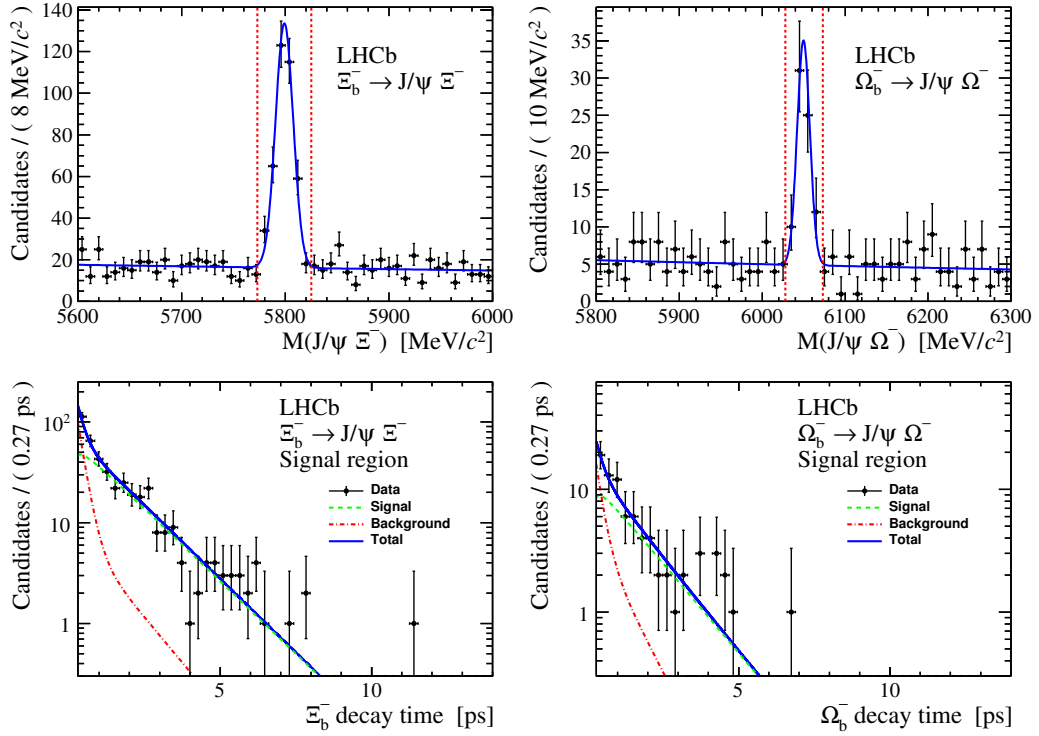 Candidates / ( 8 MeV/c²)
140
120
100
80
60
40
20
0
LHCb
Ξb⁻ → J/ψ Ξ⁻
5600 5700 5800 5900 6000
M(J/ψ Ξ⁻) [MeV/c²]
Candidates / ( 10 MeV/c²)
35
30
25
20
15
10
5
0
LHCb
Ωb⁻ → J/ψ Ω⁻
5800 5900 6000 6100 6200 6300
M(J/ψ Ω⁻) [MeV/c²]
Candidates / ( 0.27 ps)
10²
10
1
LHCb
Ξb⁻ → J/ψ Ξ⁻
Signal region
Data
Signal
Background
Total
5 10
Ξb⁻ decay time [ps]
Candidates / ( 0.27 ps)
10
1
LHCb
Ωb⁻ → J/ψ Ω⁻
Signal region
Data
Signal
Background
Total
5 10
Ωb⁻ decay time [ps]